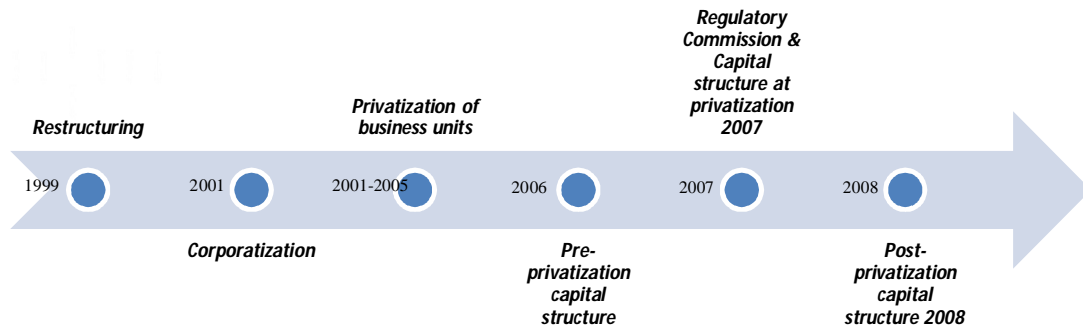 Regulatory
Commission &
Capital
structure at
privatization
2007
Restructuring
Privatization of
business units
1999
2001
2001-2005
2006
2007
2008
Corporatization
Pre-
privatization
capital
structure
Post-
privatization
capital
structure 2008